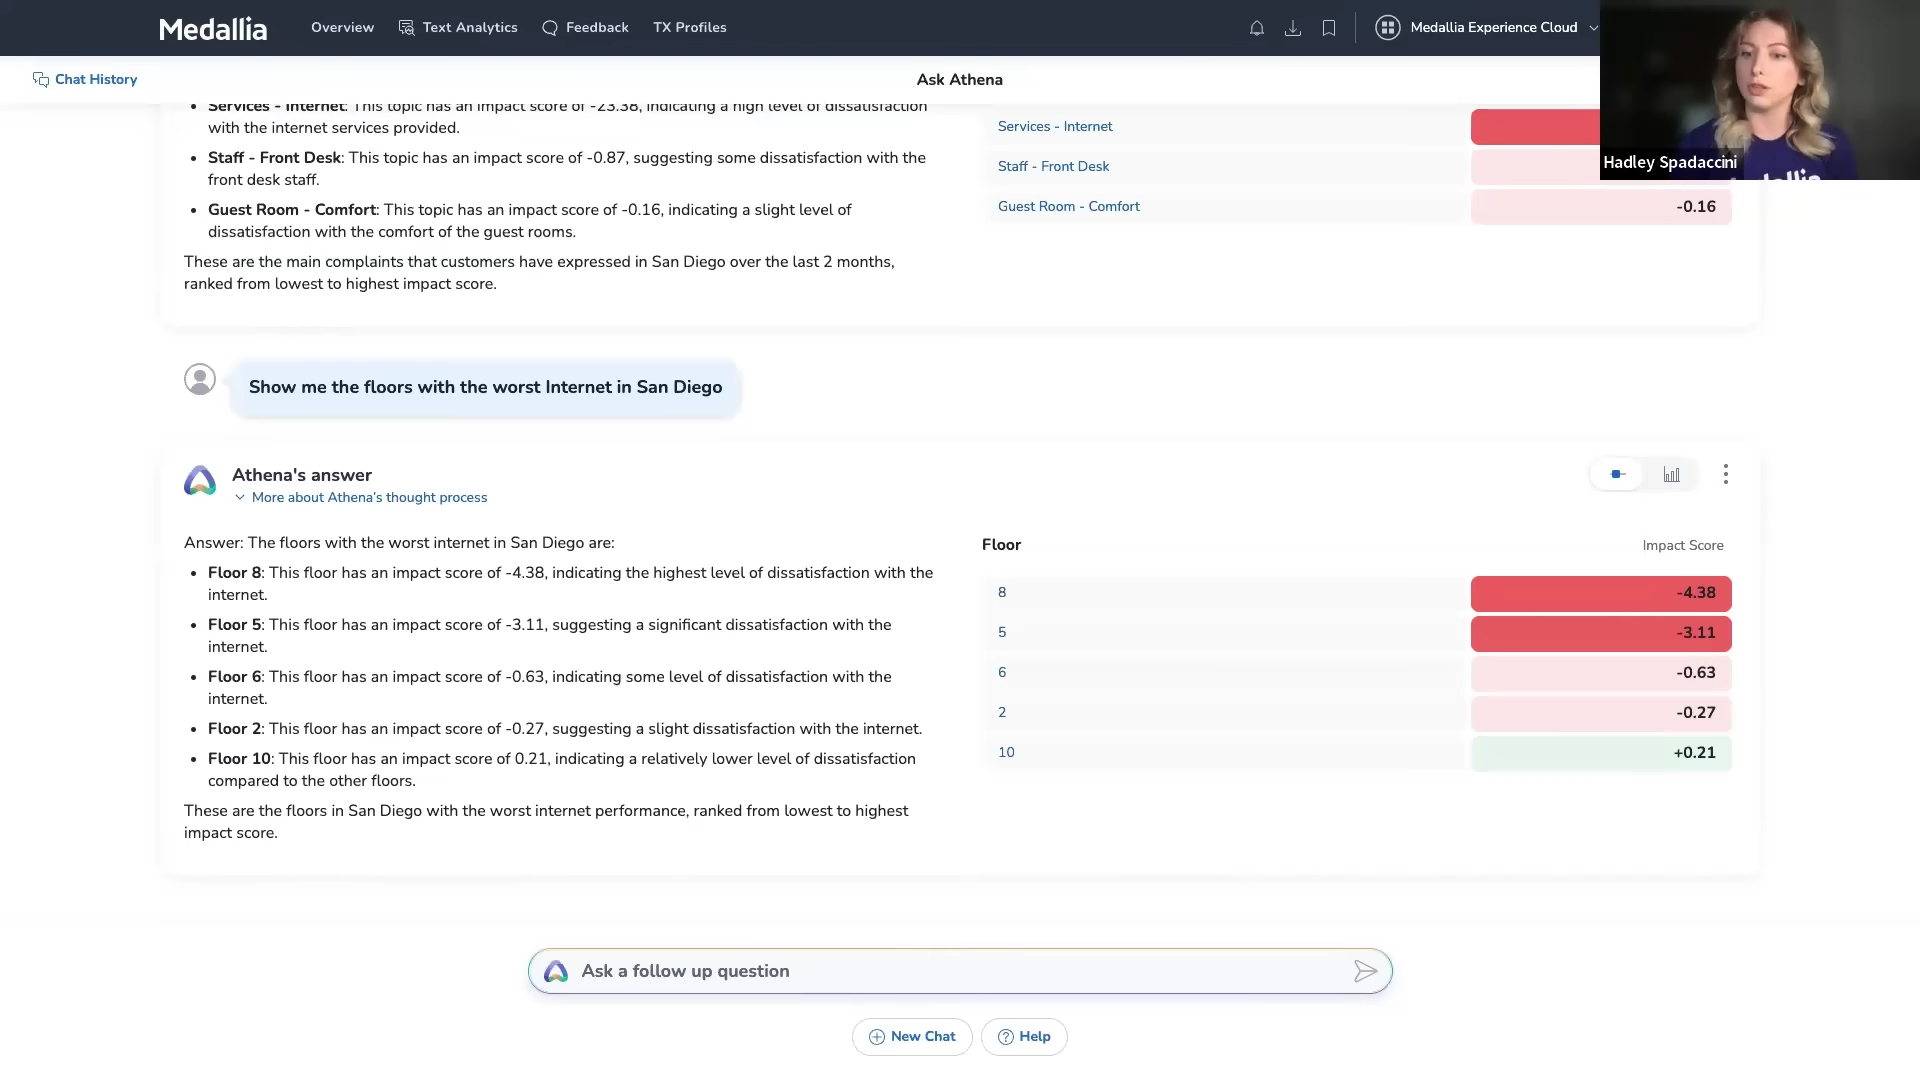 Medallia
Overview
Text Analytics
Feedback
TX Profiles
Medallia Experience Cloud
Chat History
Ask Athena
Services - Internet: This topic has an impact score of -23.38, indicating a high level of dissatisfaction
with the internet services provided.
Staff - Front Desk: This topic has an impact score of -0.87, suggesting some dissatisfaction with the
front desk staff.
Guest Room - Comfort: This topic has an impact score of -0.16, indicating a slight level of
dissatisfaction with the comfort of the guest rooms.
These are the main complaints that customers have expressed in San Diego over the last 2 months,
ranked from lowest to highest impact score.
Services - Internet
Staff - Front Desk
Guest Room - Comfort
-0.16
Hadley Spadaccini
Show me the floors with the worst Internet in San Diego
Athena's answer
More about Athena's thought process
Answer: The floors with the worst internet in San Diego are:
Floor 8: This floor has an impact score of -4.38, indicating the highest level of dissatisfaction with the
internet.
Floor 5: This floor has an impact score of -3.11, suggesting a significant dissatisfaction with the
internet.
Floor 6: This floor has an impact score of -0.63, indicating some level of dissatisfaction with the
internet.
Floor 2: This floor has an impact score of -0.27, suggesting a slight dissatisfaction with the internet.
Floor 10: This floor has an impact score of 0.21, indicating a relatively lower level of dissatisfaction
compared to the other floors.
These are the floors in San Diego with the worst internet performance, ranked from lowest to highest
impact score.
Floor
Impact Score
8
-4.38
5
-3.11
6
-0.63
2
-0.27
10
+0.21
Ask a follow up question
New Chat
Help